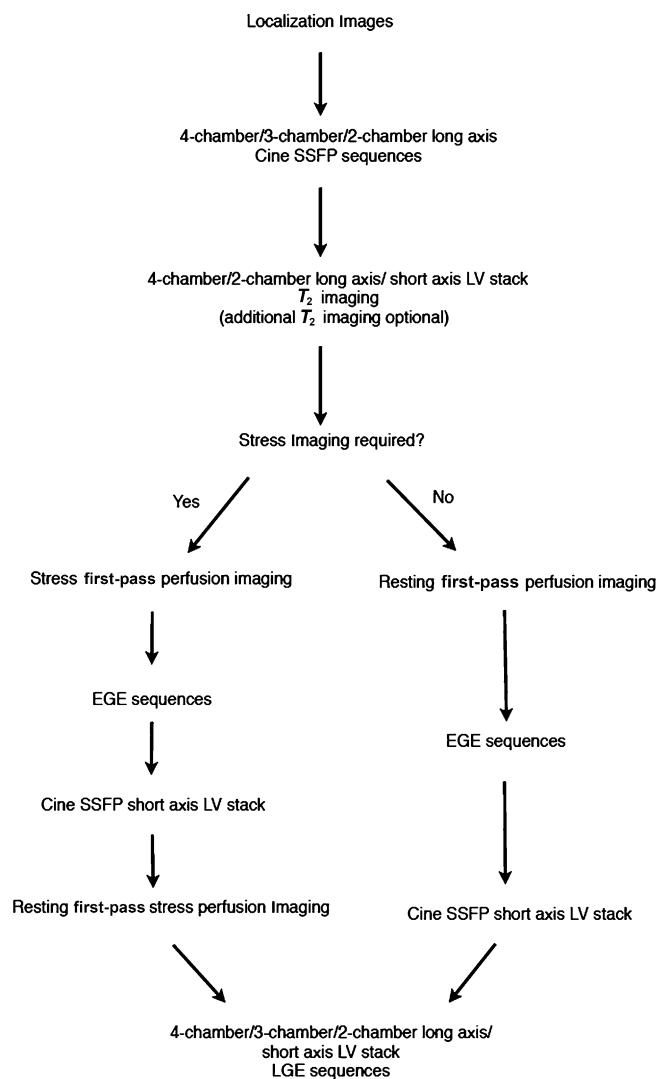 Localization Images
4-chamber/3-chamber/2-chamber long axis
Cine SSFP sequences
4-chamber/2-chamber long axis/ short axis LV stack
T₂ imaging
(additional T₂ imaging optional)
Stress Imaging required?
Yes
No
Stress first-pass perfusion imaging
Resting first-pass perfusion imaging
EGE sequences
EGE sequences
Cine SSFP short axis LV stack
Resting first-pass stress perfusion Imaging
Cine SSFP short axis LV stack
4-chamber/3-chamber/2-chamber long axis/
short axis LV stack
LGE sequences